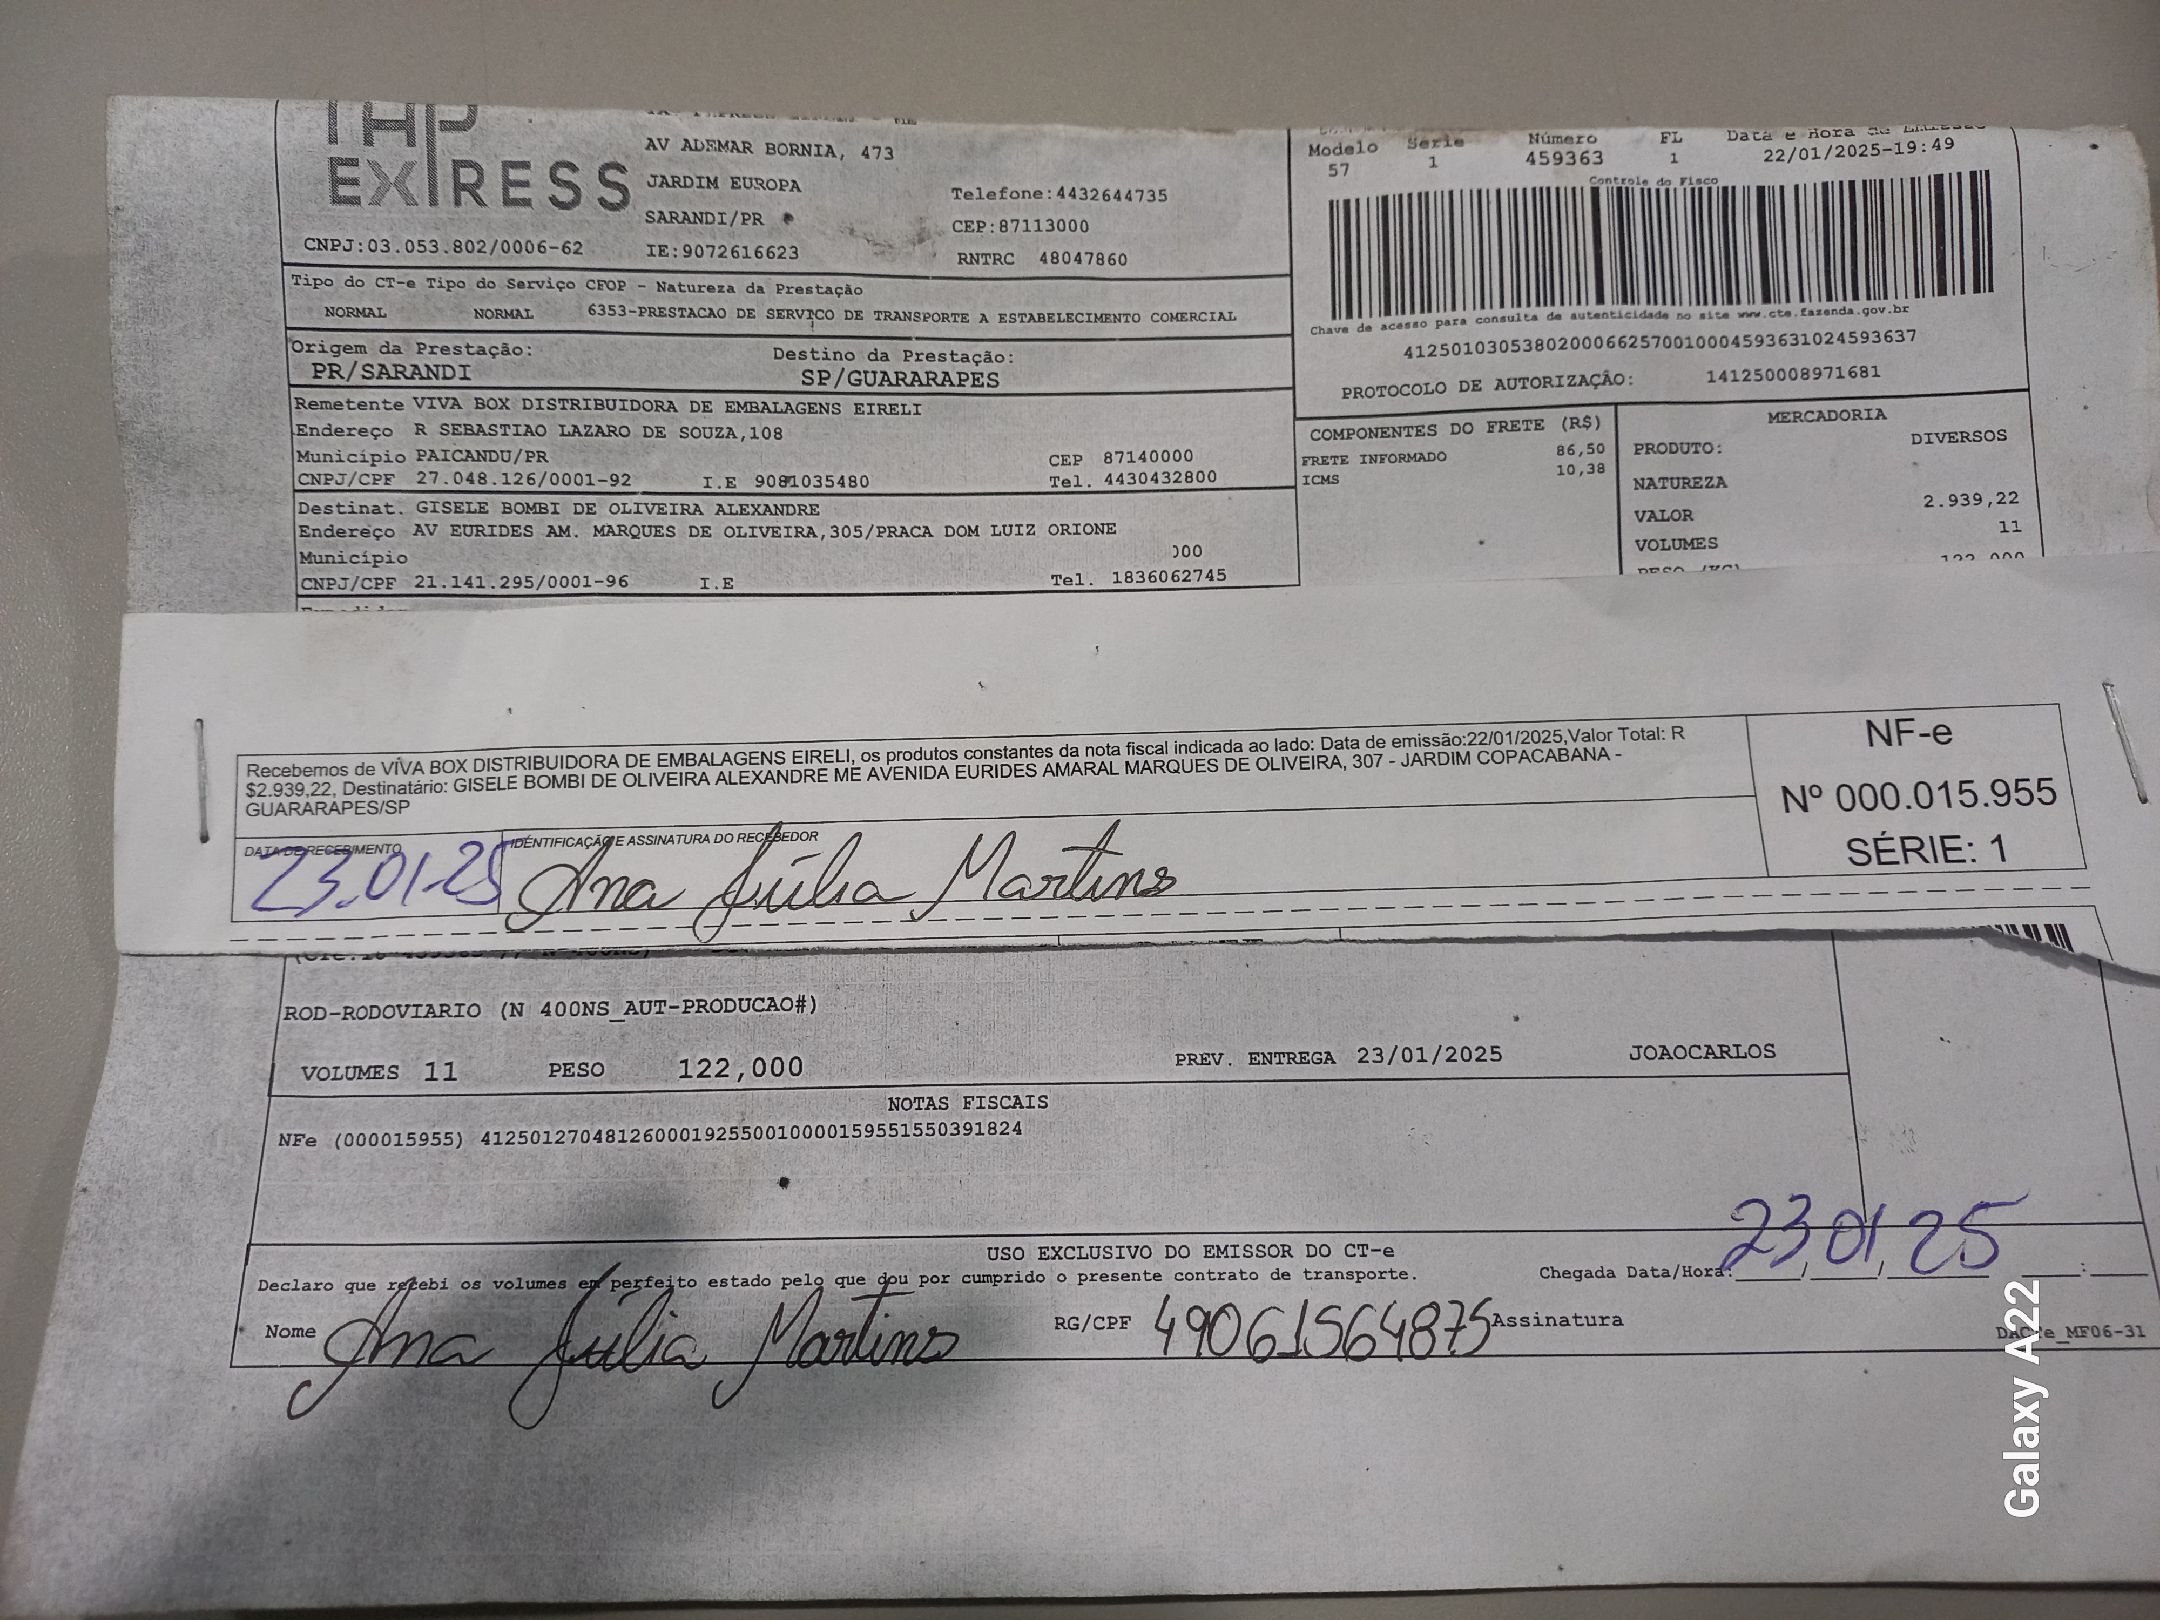 THP
EXPRESS
AV ADEMAR BORNIA, 473
JARDIM EUROPA
SARANDI/PR
CNPJ:03.053.802/0006-62 IE:9072616623
Telefone:4432644735
CEP:87113000
RNTRC 48047860
Modelo Serie Número FL Data e Hora de
57 1 459363 1 22/01/2025-19:49
Controle do Fisco
Chave de acesso para consulta de autenticidade no site www.cte.fazenda.gov.br
41250103053802000662570010004593631024593637
PROTOCOLO DE AUTORIZAÇÃO: 141250008971681
Tipo do CT-e Tipo do Serviço CFOP - Natureza da Prestação
NORMAL NORMAL 6353-PRESTACAO DE SERVICO DE TRANSPORTE A ESTABELECIMENTO COMERCIAL
Origem da Prestação: Destino da Prestação:
PR/SARANDI SP/GUARARAPES
Remetente VIVA BOX DISTRIBUIDORA DE EMBALAGENS EIRELI
Endereço R SEBASTIAO LAZARO DE SOUZA,108
Município PAICANDU/PR CEP 87140000
CNPJ/CPF 27.048.126/0001-92 I.E 9081035480 Tel. 4430432800
Destinat. GISELE BOMBI DE OLIVEIRA ALEXANDRE
Endereço AV EURIDES AM. MARQUES DE OLIVEIRA,305/PRACA DOM LUIZ ORIONE
Município 000
CNPJ/CPF 21.141.295/0001-96 I.E Tel. 1836062745
COMPONENTES DO FRETE (R$)
FRETE INFORMADO 86,50
ICMS 10,38
MERCADORIA
PRODUTO: DIVERSOS
NATUREZA
VALOR 2.939,22
VOLUMES 11
PESO (KG) 122,000
Recebemos de VIVA BOX DISTRIBUIDORA DE EMBALAGENS EIRELI, os produtos constantes da nota fiscal indicada ao lado: Data de emissão:22/01/2025,Valor Total: R
$2.939,22, Destinatário: GISELE BOMBI DE OLIVEIRA ALEXANDRE ME AVENIDA EURIDES AMARAL MARQUES DE OLIVEIRA, 307 - JARDIM COPACABANA -
GUARARAPES/SP
NF-e
Nº 000.015.955
SÉRIE: 1
DATA DE RECEBIMENTO IDENTIFICAÇÃO E ASSINATURA DO RECEBEDOR
23.01-25 Ana Júlia Martins
ROD-RODOVIARIO (N 400NS_AUT-PRODUCAO#)
VOLUMES 11 PESO 122,000 PREV. ENTREGA 23/01/2025 JOAOCARLOS
NOTAS FISCAIS
NFe (000015955) 41250127048126000192550010000159551550391824
USO EXCLUSIVO DO EMISSOR DO CT-e
Declaro que recebi os volumes em perfeito estado pelo que dou por cumprido o presente contrato de transporte. Chegada Data/Hora: 23/01/25 :
Nome Ana Júlia Martins RG/CPF 49061564875 Assinatura
DACTe_MF06-31
Galaxy A22